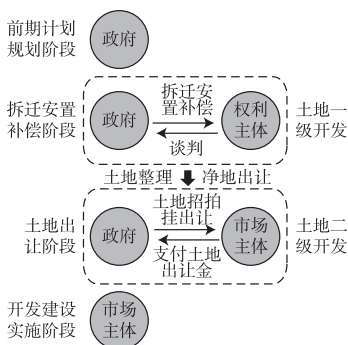 前期计划
规划阶段
政府
拆迁安置
补偿阶段
政府
拆迁安
置补偿
谈判
权利
主体
土地一
级开发
土地整理 净地出让
土地出
让阶段
政府
土地招拍
挂出让
支付土地
出让金
市场
主体
土地二
级开发
开发建设
实施阶段
市场
主体